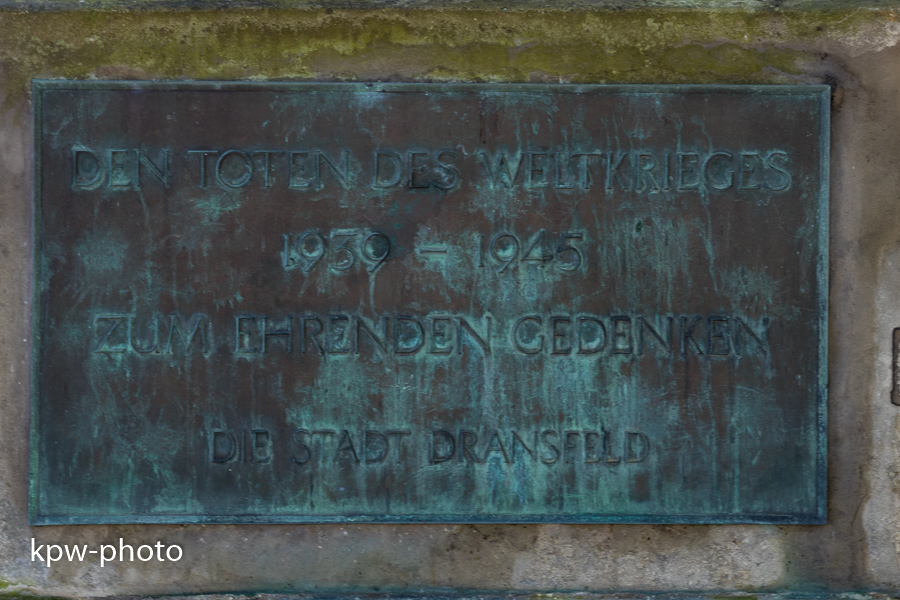 DEN TOTEN DES WELTKRIEGES
1939 – 1945
ZUM EHRENDEN GEDENKEN
DIE STADT DRANSFELD
kpw-photo